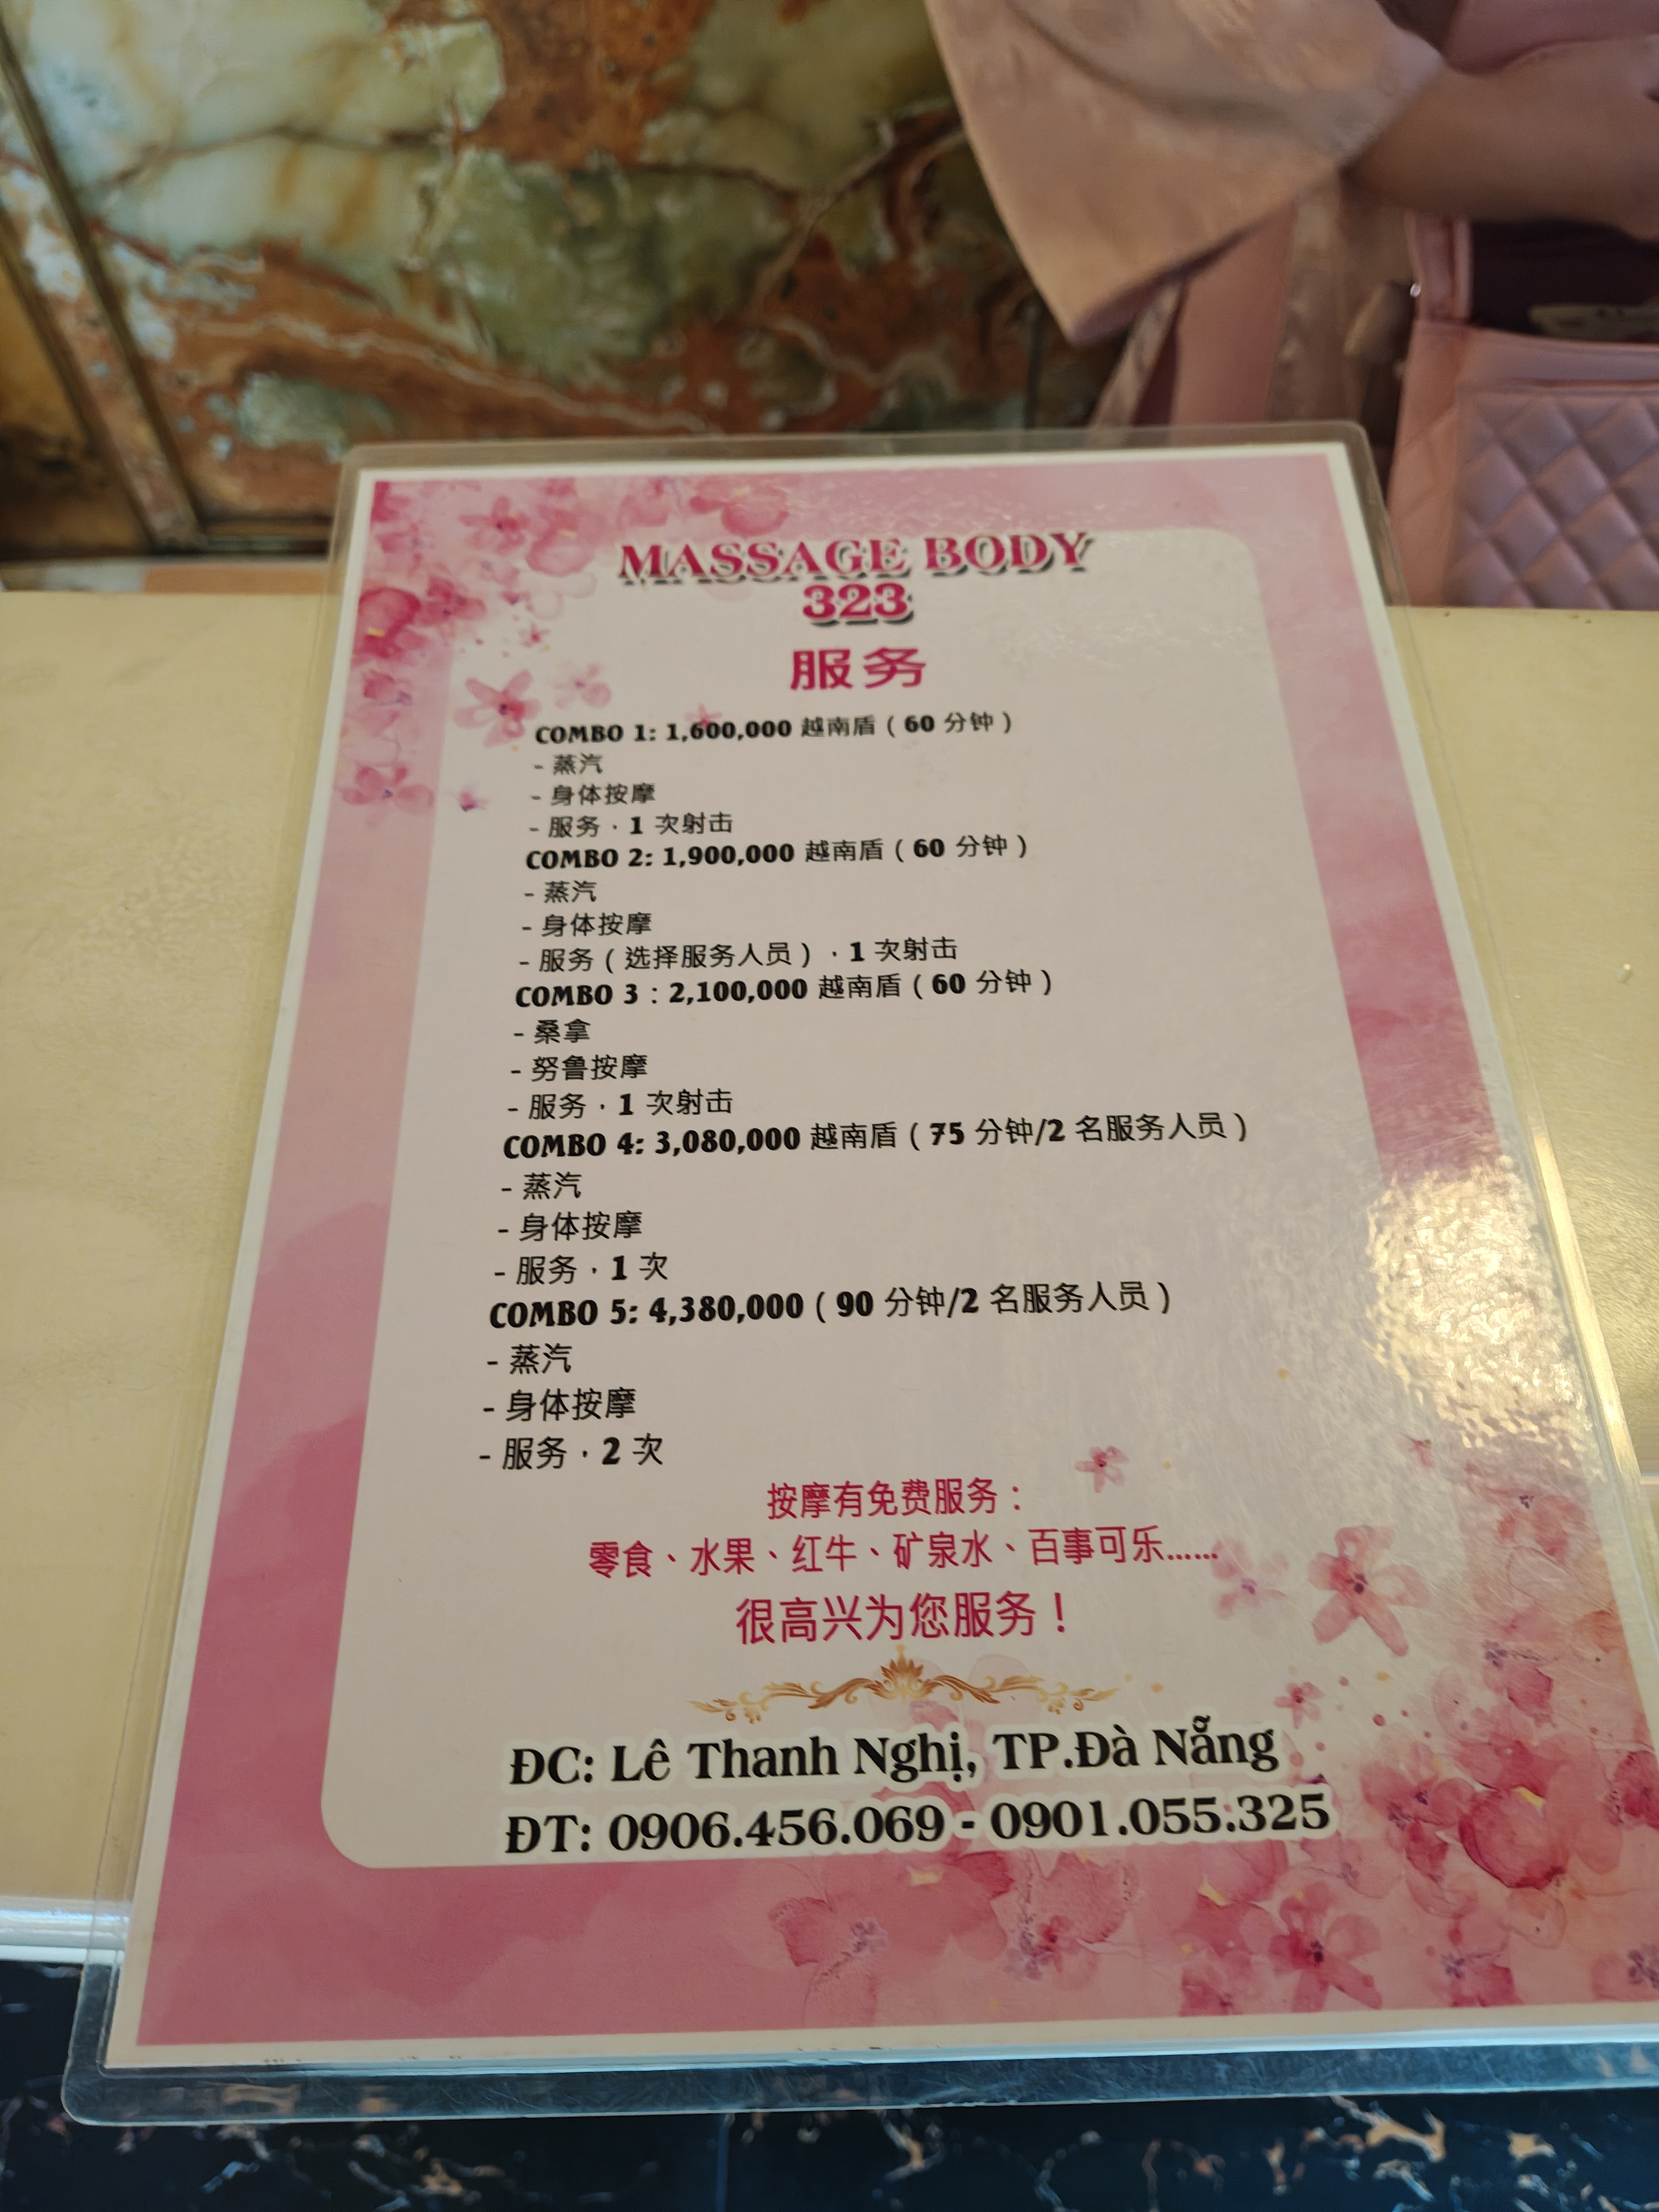 MASSAGE BODY
323
服务
COMBO 1: 1,600,000 越南盾（60 分钟）
- 蒸汽
- 身体按摩
- 服务，1 次射击
COMBO 2: 1,900,000 越南盾（60 分钟）
- 蒸汽
- 身体按摩
- 服务（选择服务人员），1 次射击
COMBO 3：2,100,000 越南盾（60 分钟）
- 桑拿
- 努鲁按摩
- 服务，1 次射击
COMBO 4: 3,080,000 越南盾（75 分钟/2 名服务人员）
- 蒸汽
- 身体按摩
- 服务，1 次
COMBO 5: 4,380,000（90 分钟/2 名服务人员）
- 蒸汽
- 身体按摩
- 服务，2 次
按摩有免费服务：
零食、水果、红牛、矿泉水、百事可乐……
很高兴为您服务！
ĐC: Lê Thanh Nghị, TP.Đà Nẵng
ĐT: 0906.456.069 - 0901.055.325